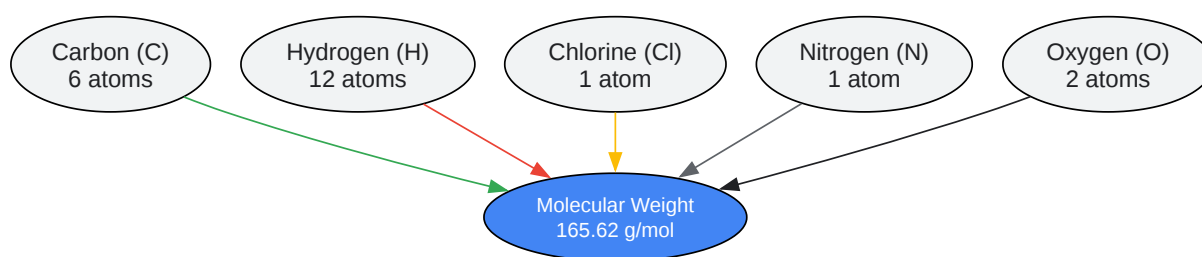 Carbon (C)
6 atoms
Hydrogen (H)
12 atoms
Chlorine (Cl)
1 atom
Nitrogen (N)
1 atom
Oxygen (O)
2 atoms
Molecular Weight
165.62 g/mol